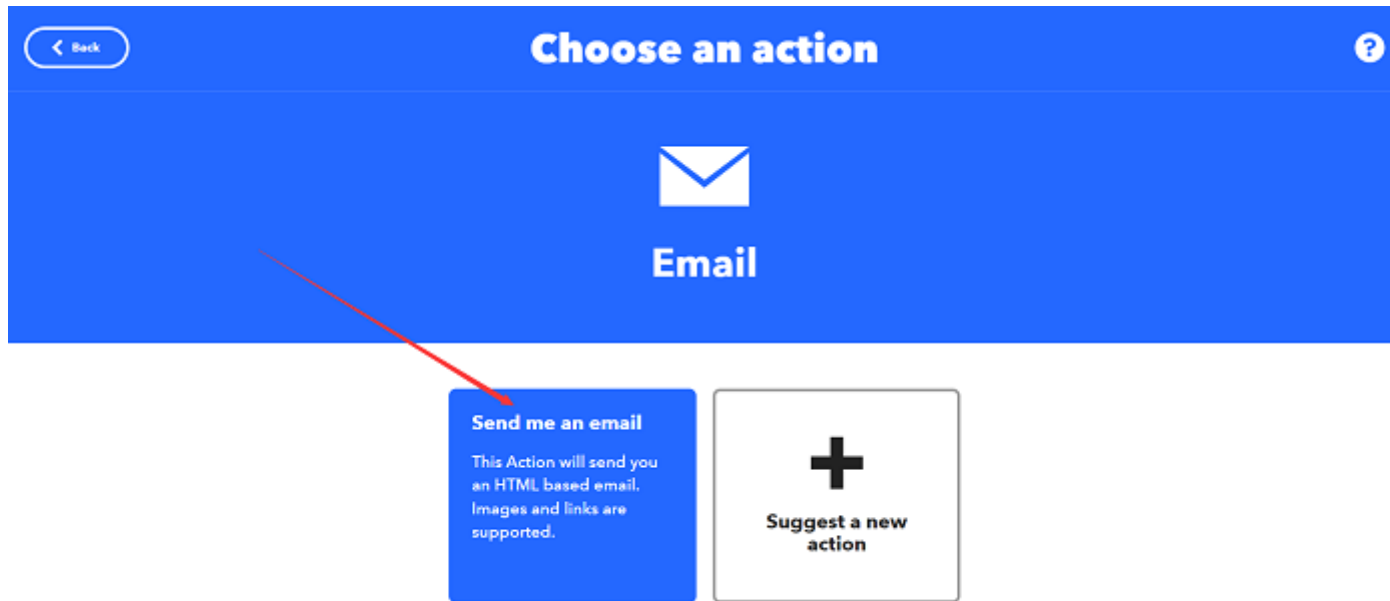 Back
Choose an action
?
Email
Send me an email
This Action will send you
an HTML based email.
Images and links are
supported.
Suggest a new
action